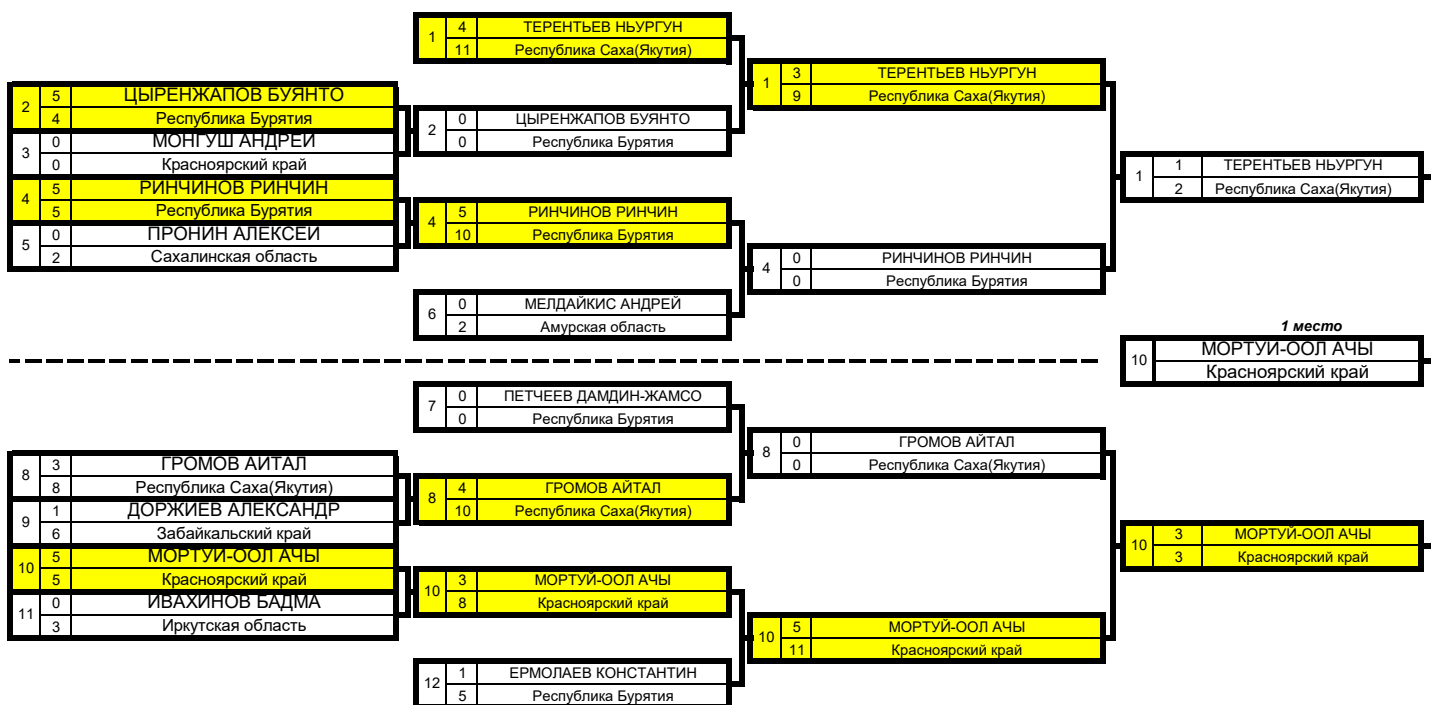 2 5 ЦЫРЕНЖАПОВ БУЯНТО
4 Республика Бурятия
3 0 МОНГУШ АНДРЕЙ
0 Красноярский край
4 5 РИНЧИНОВ РИНЧИН
5 Республика Бурятия
5 0 ПРОНИН АЛЕКСЕЙ
2 Сахалинская область
8 3 ГРОМОВ АЙТАЛ
8 Республика Саха(Якутия)
9 1 ДОРЖИЕВ АЛЕКСАНДР
6 Забайкальский край
10 5 МОРТУЙ-ООЛ АЧЫ
5 Красноярский край
11 0 ИВАХИНОВ БАДМА
3 Иркутская область
1 4 ТЕРЕНТЬЕВ НЬУРГУН
11 Республика Саха(Якутия)
2 0 ЦЫРЕНЖАПОВ БУЯНТО
0 Республика Бурятия
4 5 РИНЧИНОВ РИНЧИН
10 Республика Бурятия
6 0 МЕЛДАЙКИС АНДРЕЙ
2 Амурская область
7 0 ПЕТЧЕЕВ ДАМДИН-ЖАМСО
0 Республика Бурятия
8 4 ГРОМОВ АЙТАЛ
10 Республика Саха(Якутия)
10 3 МОРТУЙ-ООЛ АЧЫ
8 Красноярский край
12 1 ЕРМОЛАЕВ КОНСТАНТИН
5 Республика Бурятия
1 3 ТЕРЕНТЬЕВ НЬУРГУН
9 Республика Саха(Якутия)
4 0 РИНЧИНОВ РИНЧИН
0 Республика Бурятия
8 0 ГРОМОВ АЙТАЛ
0 Республика Саха(Якутия)
10 5 МОРТУЙ-ООЛ АЧЫ
11 Красноярский край
1 1 ТЕРЕНТЬЕВ НЬУРГУН
2 Республика Саха(Якутия)
1 место
10 МОРТУЙ-ООЛ АЧЫ
Красноярский край
10 3 МОРТУЙ-ООЛ АЧЫ
3 Красноярский край